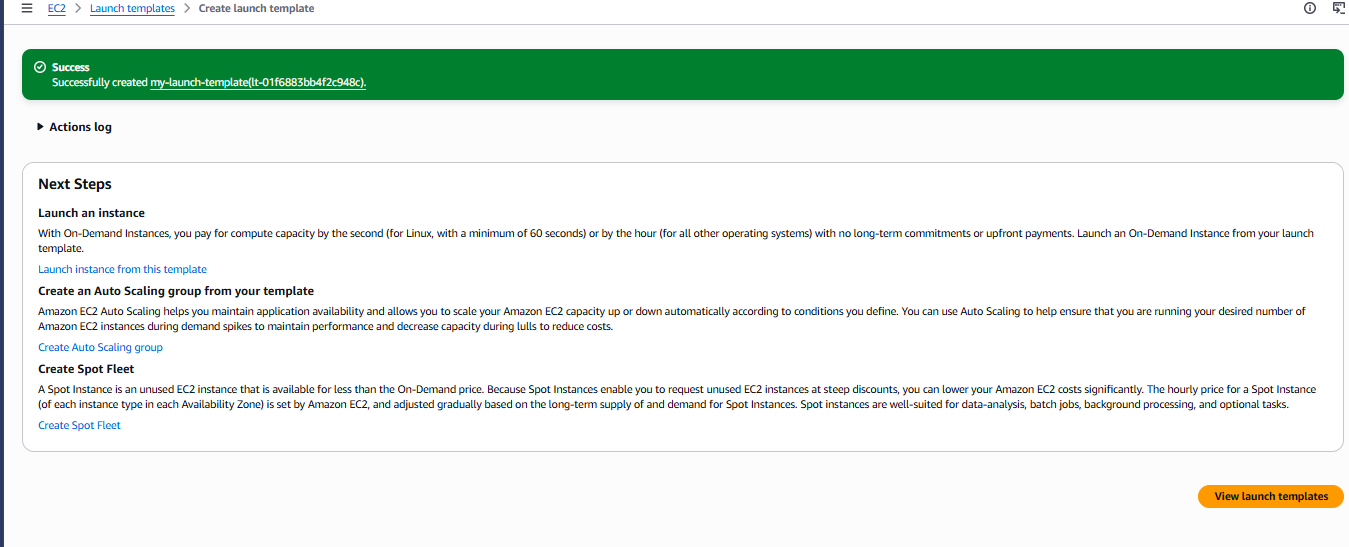 EC2 > Launch templates > Create launch template
Success
Successfully created my-launch-template(lt-01f6883bb4f2c948c).
Actions log
Next Steps
Launch an instance
With On-Demand Instances, you pay for compute capacity by the second (for Linux, with a minimum of 60 seconds) or by the hour (for all other operating systems) with no long-term commitments or upfront payments. Launch an On-Demand Instance from your launch
template.
Launch instance from this template
Create an Auto Scaling group from your template
Amazon EC2 Auto Scaling helps you maintain application availability and allows you to scale your Amazon EC2 capacity up or down automatically according to conditions you define. You can use Auto Scaling to help ensure that you are running your desired number of
Amazon EC2 instances during demand spikes to maintain performance and decrease capacity during lulls to reduce costs.
Create Auto Scaling group
Create Spot Fleet
A Spot Instance is an unused EC2 instance that is available for less than the On-Demand price. Because Spot Instances enable you to request unused EC2 instances at steep discounts, you can lower your Amazon EC2 costs significantly. The hourly price for a Spot Instance
(of each instance type in each Availability Zone) is set by Amazon EC2, and adjusted gradually based on the long-term supply of and demand for Spot Instances. Spot instances are well-suited for data-analysis, batch jobs, background processing, and optional tasks.
Create Spot Fleet
View launch templates